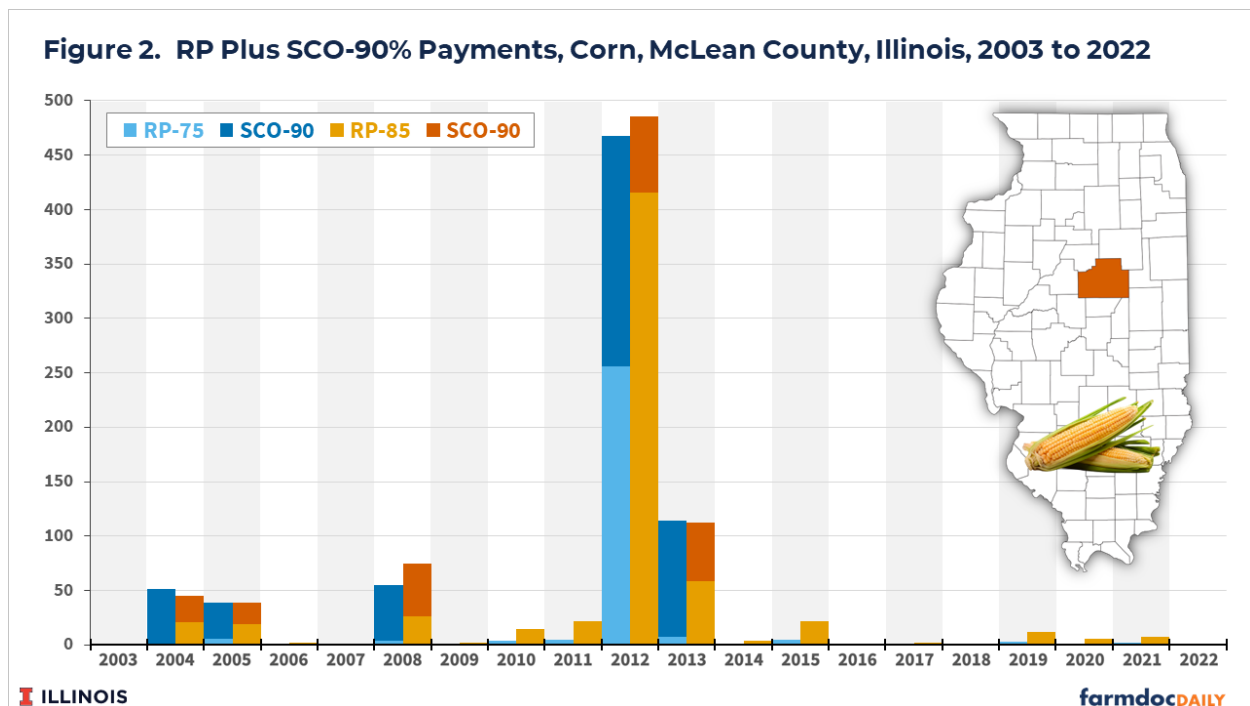 Figure 2. RP Plus SCO-90% Payments, Corn, McLean County, Illinois, 2003 to 2022
500
RP-75 SCO-90 RP-85 SCO-90
450
400
350
300
250
200
150
100
50
0
2003 2004 2005 2006 2007 2008 2009 2010 2011 2012 2013 2014 2015 2016 2017 2018 2019 2020 2021 2022
I ILLINOIS
farmdocDAILY